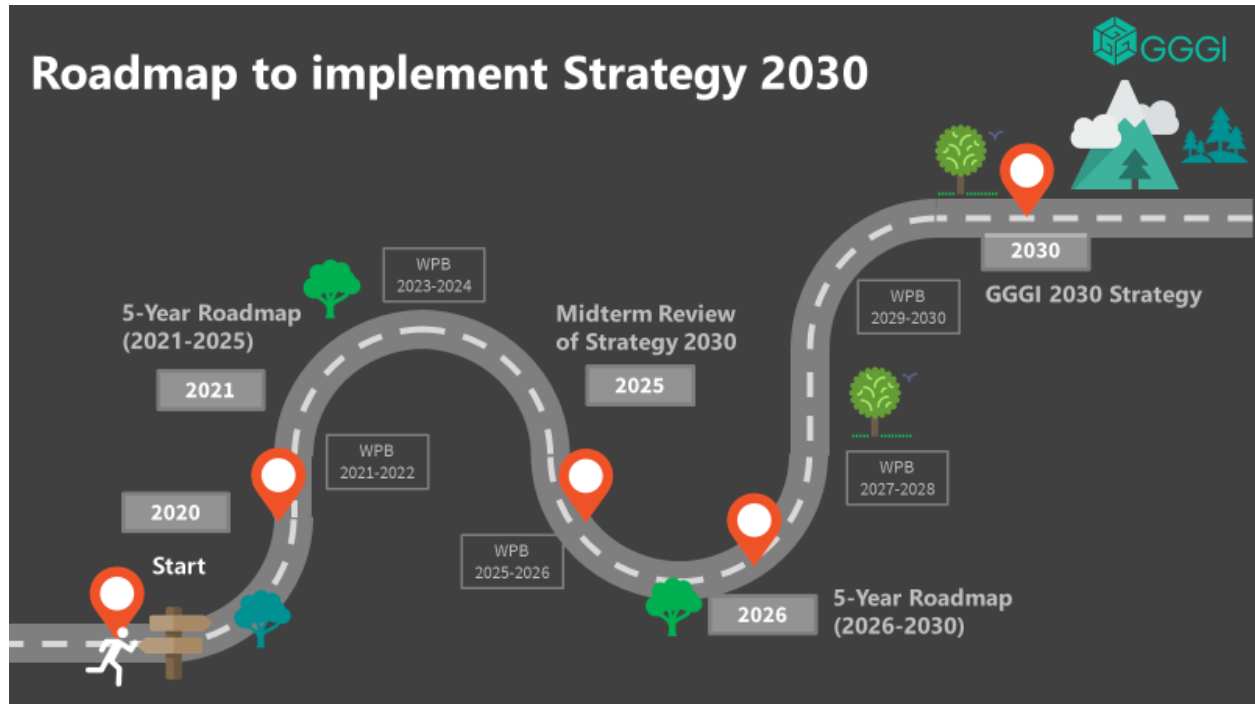 GGGI
Roadmap to implement Strategy 2030
2030
GGGI 2030 Strategy
WPB
2023-2024
5-Year Roadmap
(2021-2025)
2021
Midterm Review
of Strategy 2030
2025
WPB
2029-2030
WPB
2021-2022
WPB
2027-2028
2020
Start
WPB
2025-2026
2026
5-Year Roadmap
(2026-2030)